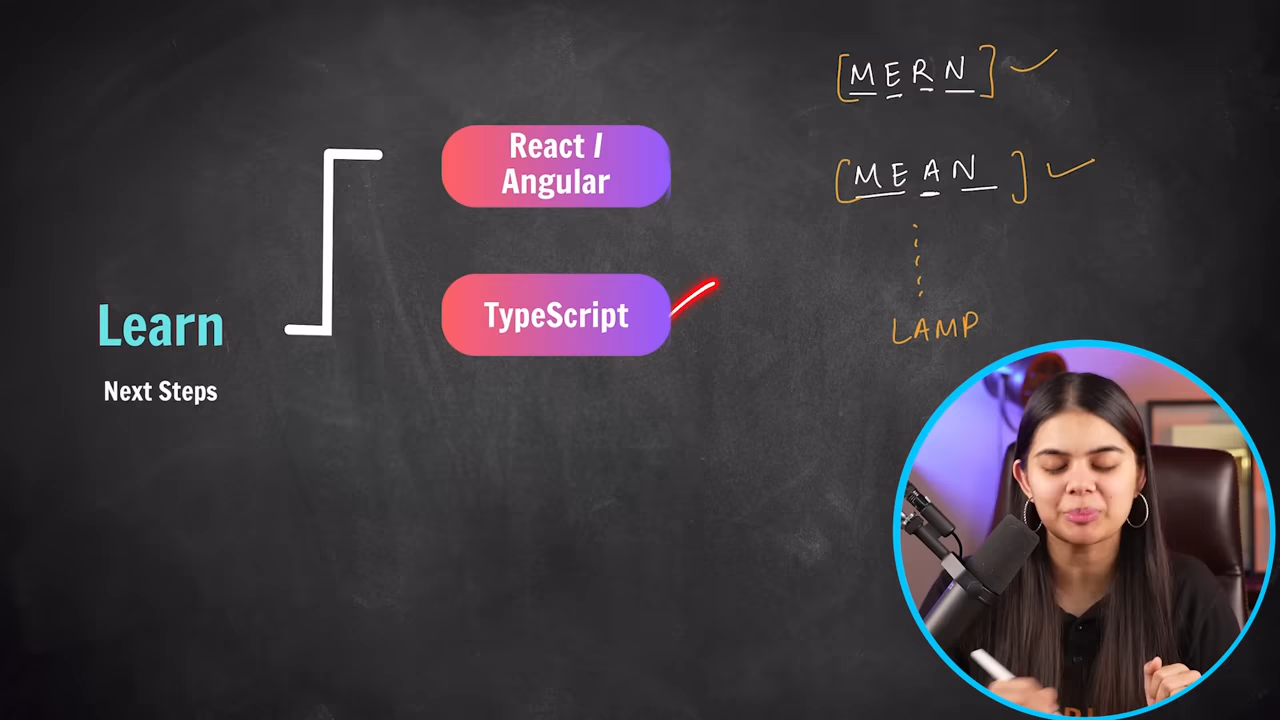 [MERN]
React /
Angular
[MEAN]
TypeScript
Learn
LAMP
Next Steps